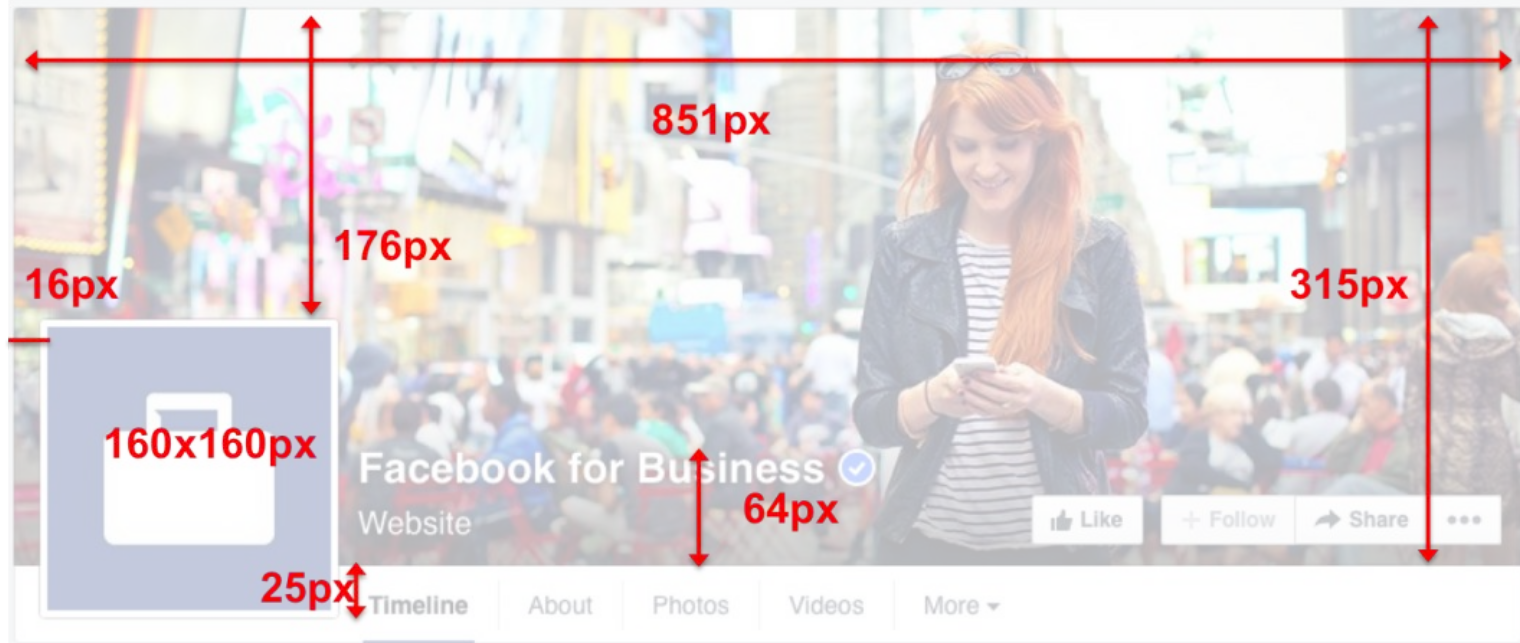 851px
176px
16px
315px
160x160px
Facebook for Business
64px
Website
Like
+ Follow
Share
25px
Timeline
About
Photos
Videos
More